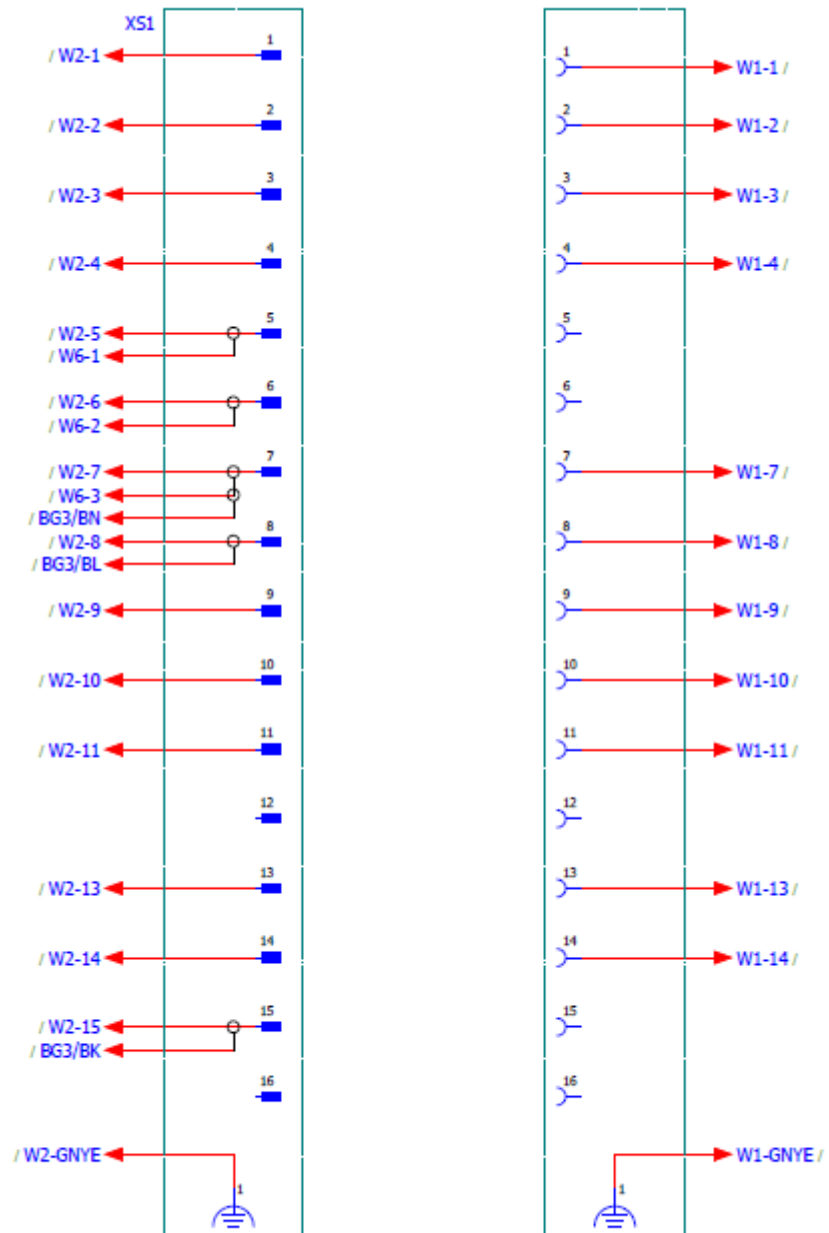 XS1
/ W2-1 1 1 W1-1 /
/ W2-2 2 2 W1-2 /
/ W2-3 3 3 W1-3 /
/ W2-4 4 4 W1-4 /
/ W2-5 5 5
/ W6-1
/ W2-6 6 6
/ W6-2
/ W2-7 7 7 W1-7 /
/ W6-3
/ BG3/BN
/ W2-8 8 8 W1-8 /
/ BG3/BL
/ W2-9 9 9 W1-9 /
/ W2-10 10 10 W1-10 /
/ W2-11 11 11 W1-11 /
12 12
/ W2-13 13 13 W1-13 /
/ W2-14 14 14 W1-14 /
/ W2-15 15 15
/ BG3/BK
16 16
/ W2-GNYE W1-GNYE /
1 1